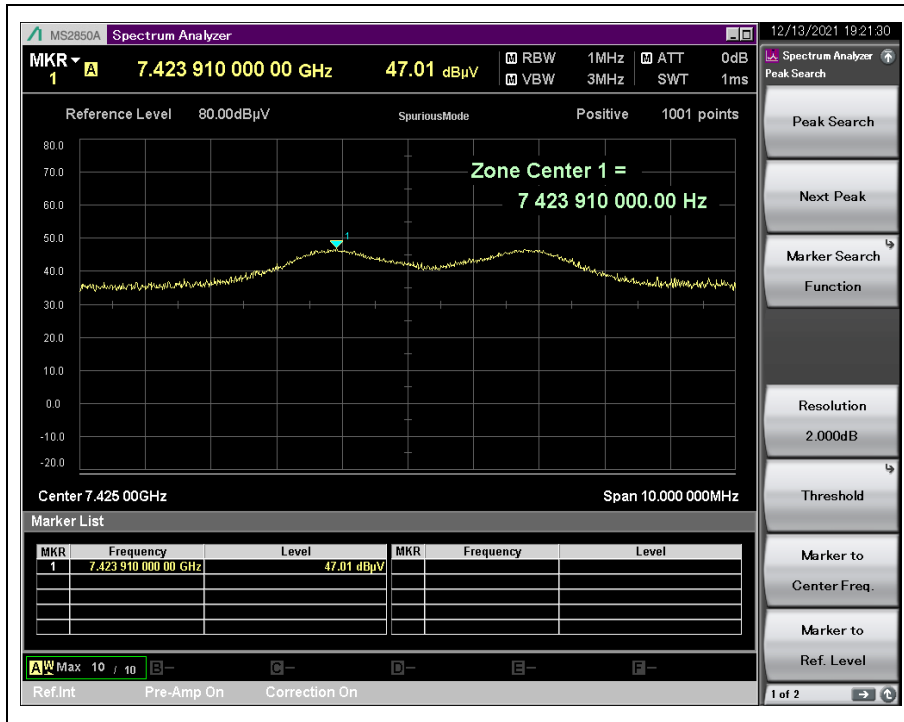 MS2850A Spectrum Analyzer
12/13/2021 19:21:30
MKR 1 A 7.423 910 000 00 GHz 47.01 dBµV
M RBW 1MHz M ATT 0dB
M VBW 3MHz SWT 1ms
Spectrum Analyzer
Peak Search
Reference Level 80.00dBµV SpuriousMode Positive 1001 points
Zone Center 1 =
7 423 910 000.00 Hz
80.0
70.0
60.0
50.0
40.0
30.0
20.0
10.0
0.0
-10.0
-20.0
1
Center 7.425 00GHz Span 10.000 000MHz
Marker List
MKR Frequency Level MKR Frequency Level
1 7.423 910 000 00 GHz 47.01 dBµV
A W Max 10 / 10 B- C- D- E- F-
Ref.Int Pre-Amp On Correction On
Peak Search
Next Peak
Marker Search
Function
Resolution
2.000dB
Threshold
Marker to
Center Freq.
Marker to
Ref. Level
1 of 2